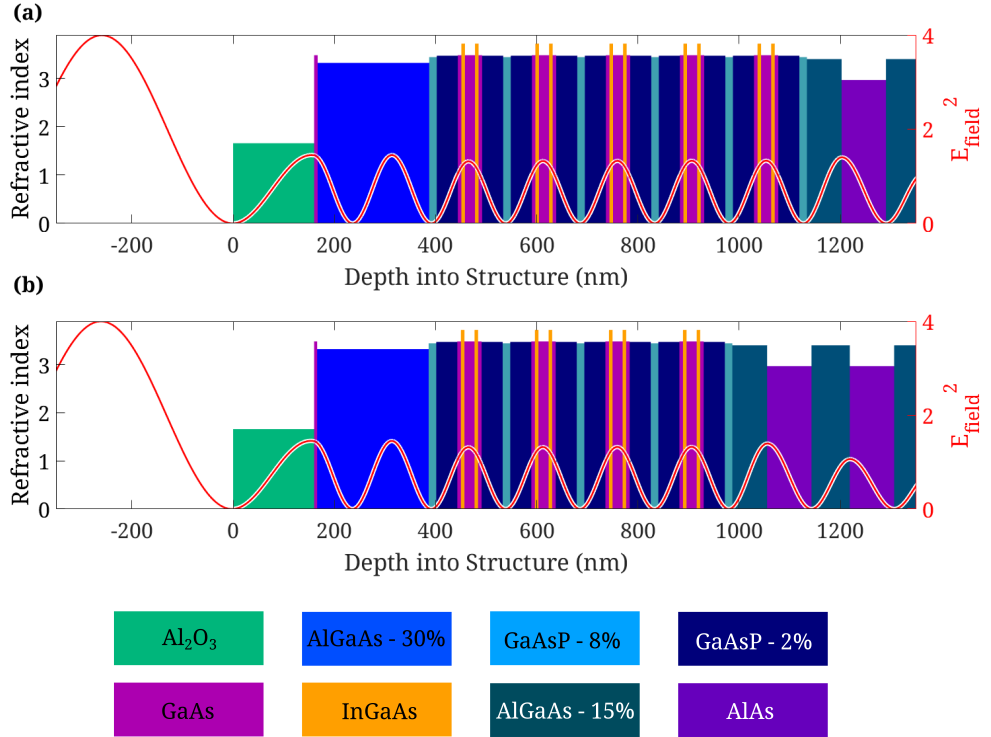 (a)
Refractive index
0
1
2
3
-200
0
200
400
600
800
1000
1200
0
2
4
E_field^2
Depth into Structure (nm)
(b)
Refractive index
0
1
2
3
-200
0
200
400
600
800
1000
1200
0
2
4
E_field^2
Depth into Structure (nm)
Al₂O₃
AlGaAs - 30%
GaAsP - 8%
GaAsP - 2%
GaAs
InGaAs
AlGaAs - 15%
AlAs